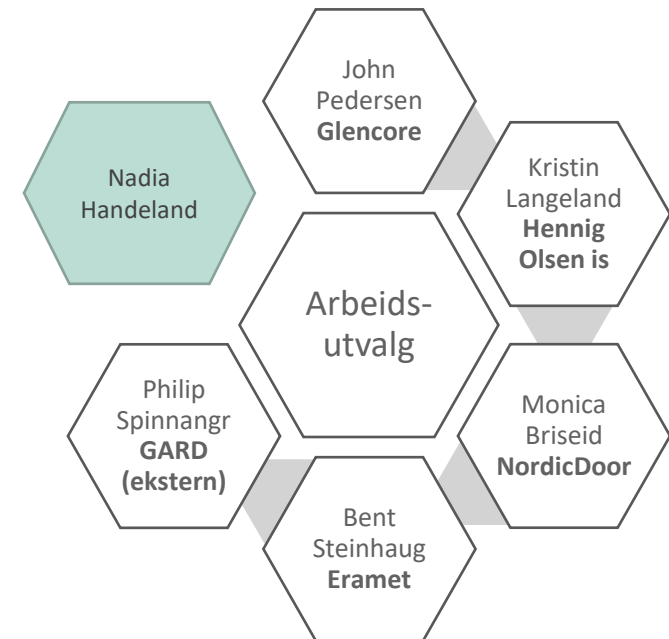 John
Pedersen
Glencore
Nadia
Handeland
Kristin
Langeland
Hennig
Olsen is
Arbeids-
utvalg
Philip
Spinnangr
GARD
(ekstern)
Monica
Briseid
NordicDoor
Bent
Steinhaug
Eramet